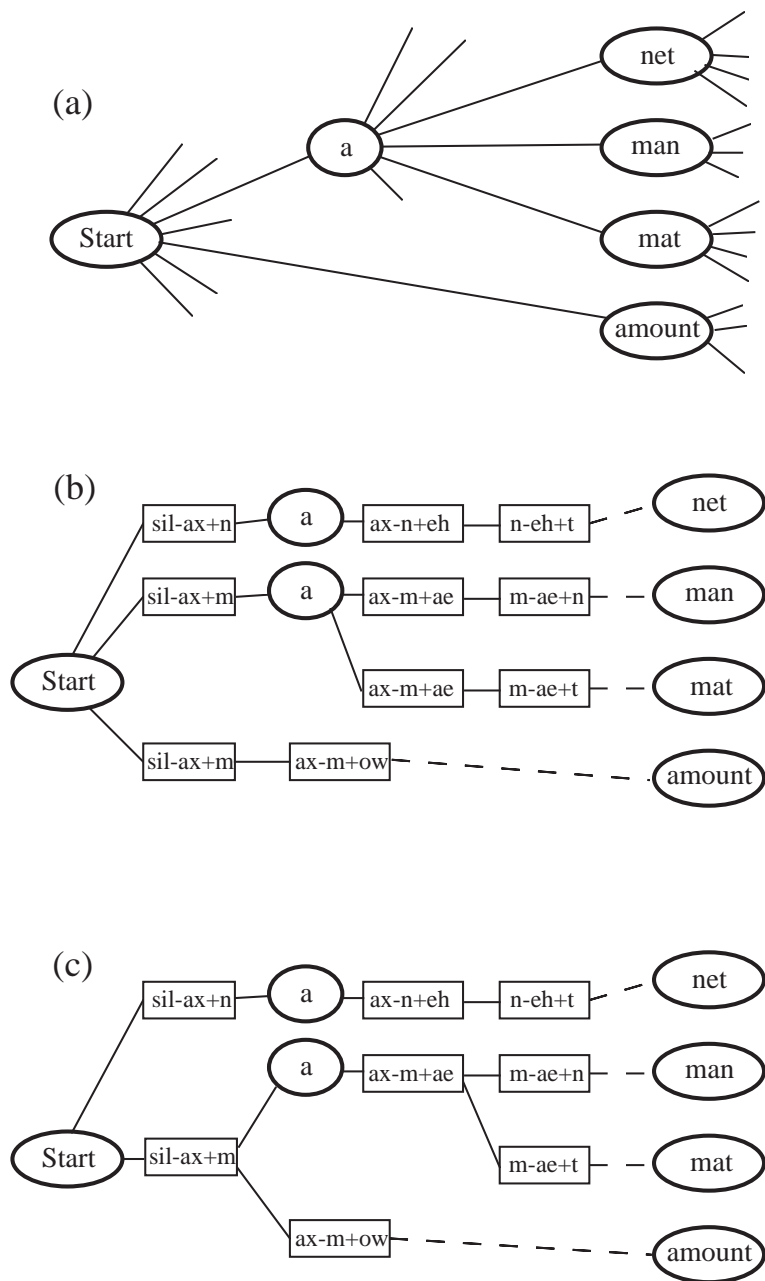 (a)
net
a
man
Start
mat
amount
(b)
sil-ax+n a ax-n+eh n-eh+t net
sil-ax+m a ax-m+ae m-ae+n man
Start ax-m+ae m-ae+t mat
sil-ax+m ax-m+ow amount
(c)
sil-ax+n a ax-n+eh n-eh+t net
a ax-m+ae m-ae+n man
Start sil-ax+m m-ae+t mat
ax-m+ow amount